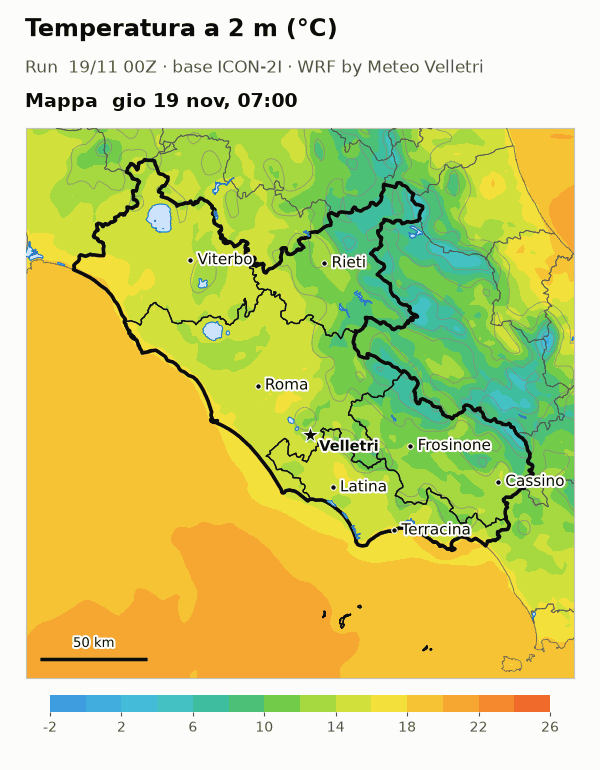 Temperatura a 2 m (°C)
Run  19/11 00Z · base ICON-2I · WRF by Meteo Velletri
Mappa  gio 19 nov, 07:00
Viterbo
Rieti
Roma
Velletri
Frosinone
Cassino
Latina
Terracina
50 km
-2 2 6 10 14 18 22 26